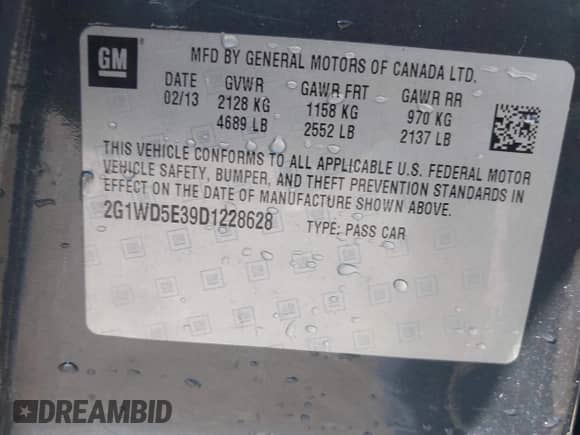 GM
MFD BY GENERAL MOTORS OF CANADA LTD.
DATE GVWR GAWR FRT GAWR RR
02/13 2128 KG 1158 KG 970 KG
4689 LB 2552 LB 2137 LB
THIS VEHICLE CONFORMS TO ALL APPLICABLE U.S. FEDERAL MOTOR
VEHICLE SAFETY, BUMPER, AND THEFT PREVENTION STANDARDS IN
EFFECT ON THE DATE OF MANUFACTURE SHOWN ABOVE.
2G1WD5E39D1228628 TYPE: PASS CAR
DREAMBID